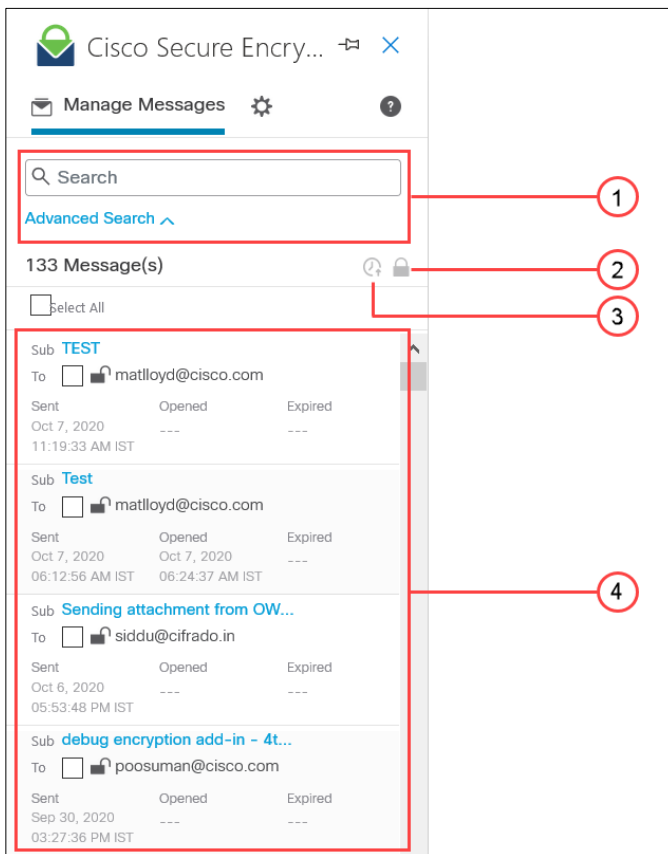 Cisco Secure Encry...
Manage Messages ?
Search
1
Advanced Search
133 Message(s)
2
3
Select All
Sub TEST
To matlloyd@cisco.com
Sent Opened Expired
Oct 7, 2020 --- ---
11:19:33 AM IST
Sub Test
To matlloyd@cisco.com
Sent Opened Expired
Oct 7, 2020 Oct 7, 2020 ---
06:12:56 AM IST 06:24:37 AM IST
4
Sub Sending attachment from OW...
To siddu@cifrado.in
Sent Opened Expired
Oct 6, 2020 --- ---
05:53:48 PM IST
Sub debug encryption add-in - 4t...
To poosuman@cisco.com
Sent Opened Expired
Sep 30, 2020 --- ---
03:27:36 PM IST